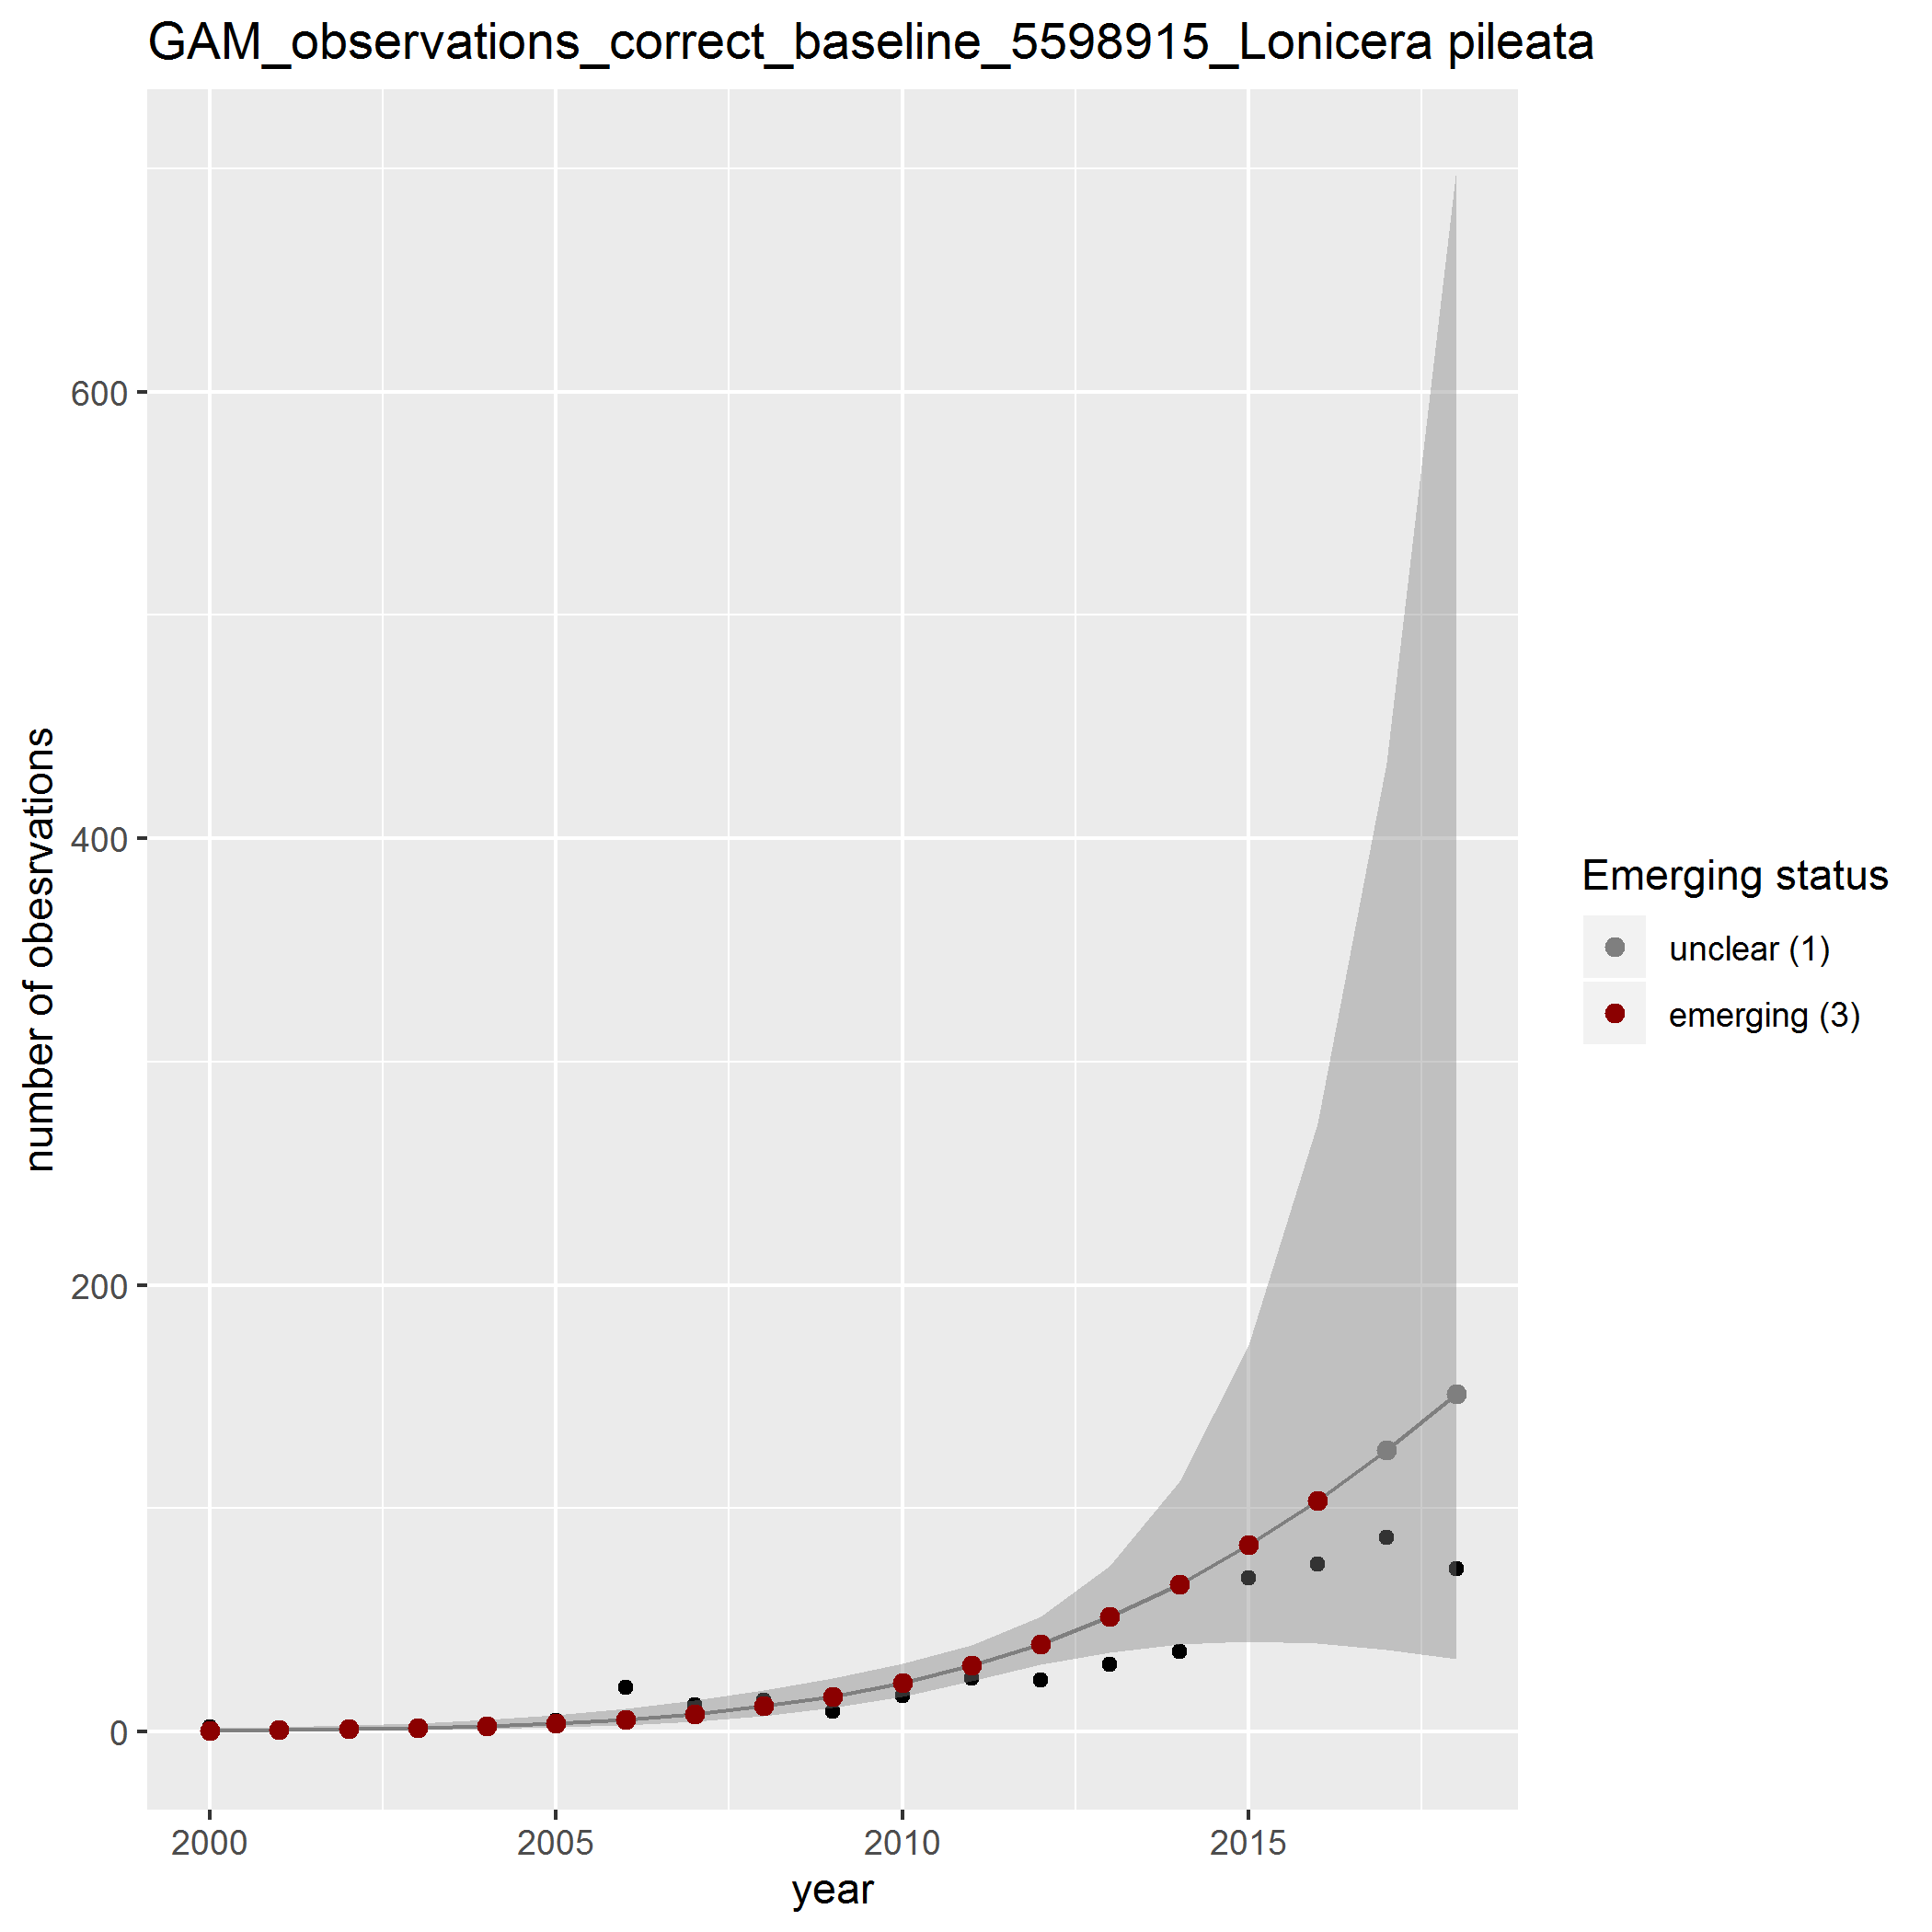 GAM_observations_correct_baseline_5598915_Lonicera pileata
number of obesrvations
600
400
200
0
2000
2005
2010
2015
year
Emerging status
unclear (1)
emerging (3)